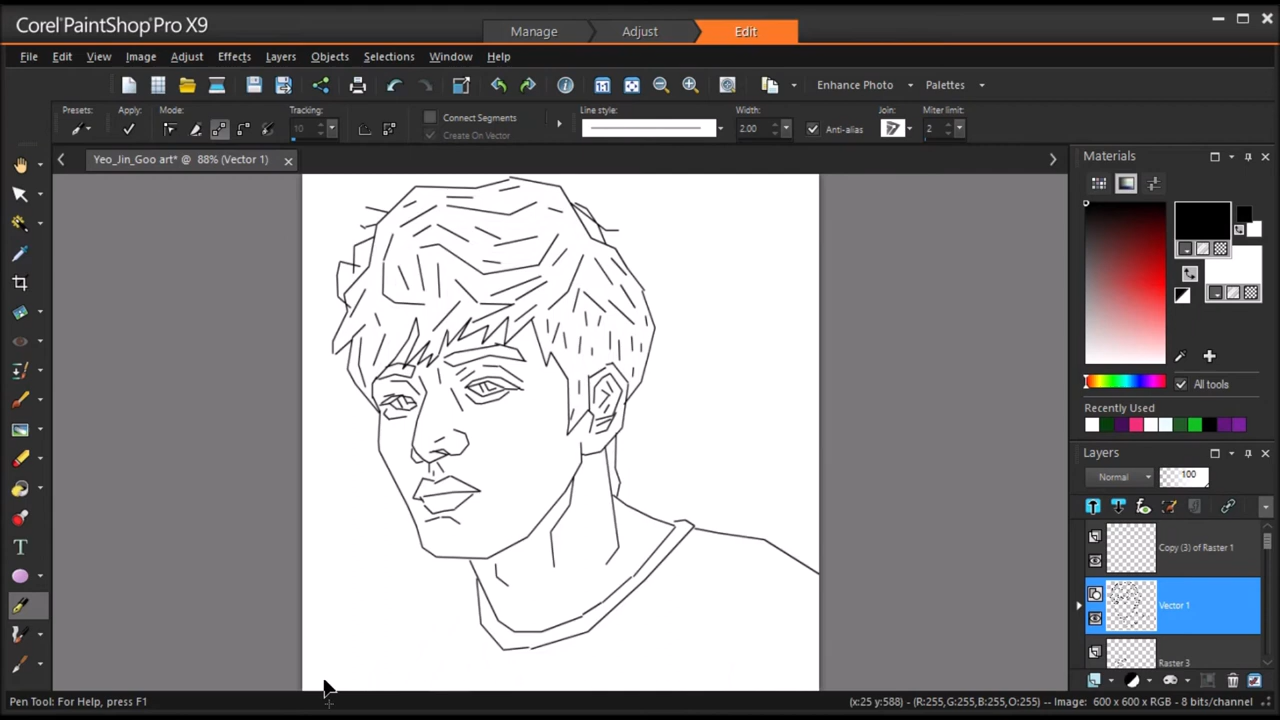 Corel PaintShop Pro X9
Manage Adjust Edit
File Edit View Image Adjust Effects Layers Objects Selections Window Help
Enhance Photo Palettes
Presets: Apply: Mode: Tracking: Connect Segments Line style: Width: Join: Miter limit:
10 Create On Vector 2.00 Anti-alias 2
Yeo_Jin_Goo art* @ 88% (Vector 1)
Materials
All tools
Recently Used
Layers
Normal 100
Copy (3) of Raster 1
Vector 1
Raster 3
Pen Tool: For Help, press F1 (x:25 y:588) - (R:255,G:255,B:255,O:255) -- Image: 600 x 600 x RGB - 8 bits/channel